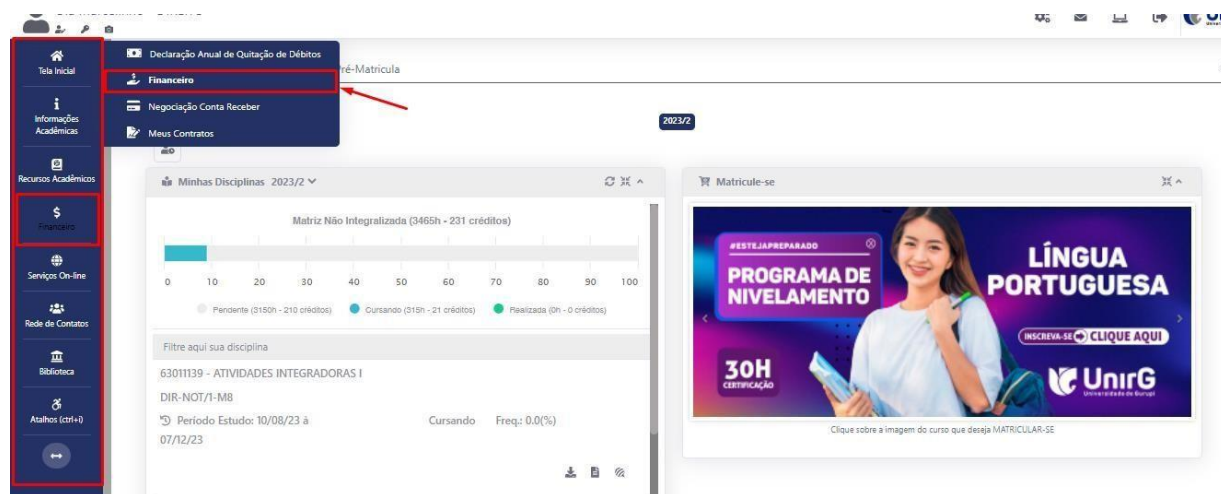 Tela Inicial
Informações
Acadêmicas
Recursos Acadêmicos
Financeiro
Serviços On-line
Rede de Contatos
Biblioteca
Atalhos (ctrl+i)
Declaração Anual de Quitação de Débitos
Financeiro
Negociação Conta Receber
Meus Contratos
ré-Matricula
2023/2
Minhas Disciplinas 2023/2
Matriz Não Integralizada (3465h - 231 créditos)
0 10 20 30 40 50 60 70 80 90 100
Pendente (3150h - 210 créditos) Cursando (315h - 21 créditos) Realizada (0h - 0 créditos)
Filtre aqui sua disciplina
63011139 - ATIVIDADES INTEGRADORAS I
DIR-NOT/1-M8
Período Estudo: 10/08/23 à
07/12/23
Cursando Freq.: 0.0(%)
Matricule-se
#ESTEJAPREPARADO
PROGRAMA DE
NIVELAMENTO
30H
CERTIFICAÇÃO
LÍNGUA
PORTUGUESA
INSCREVA-SE CLIQUE AQUI
UnirG
Universidade de Gurupi
Clique sobre a imagem do curso que deseja MATRICULAR-SE